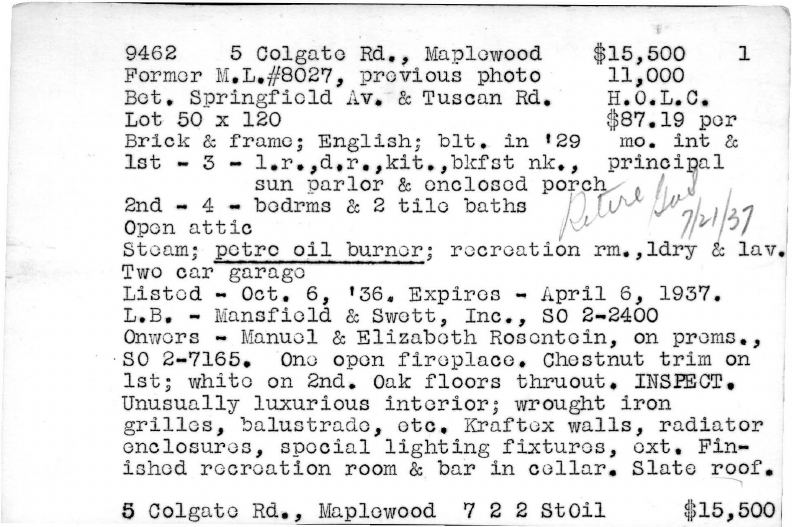 9462 5 Colgate Rd., Maplewood $15,500 1
Former M.L.#8027, previous photo 11,000
Bet. Springfield Av. & Tuscan Rd. H.O.L.C.
Lot 50 x 120 $87.19 per
Brick & frame; English; blt. in '29 mo. int &
1st - 3 - l.r.,d.r.,kit.,bkfst nk., principal
sun parlor & enclosed porch
2nd - 4 - bedrms & 2 tile baths
7/21/37
Open attic
Steam; petro oil burner; recreation rm.,ldry & lav.
Two car garage
Listed - Oct. 6, '36. Expires - April 6, 1937.
L.B. - Mansfield & Swett, Inc., SO 2-2400
Owners - Manuel & Elizabeth Rosentein, on prems.,
SO 2-7165. One open fireplace. Chestnut trim on
1st; white on 2nd. Oak floors thruout. INSPECT.
Unusually luxurious interior; wrought iron
grilles, balustrade, etc. Kraftex walls, radiator
enclosures, special lighting fixtures, ext. Fin-
ished recreation room & bar in cellar. Slate roof.
5 Colgate Rd., Maplewood 7 2 2 StOil $15,500